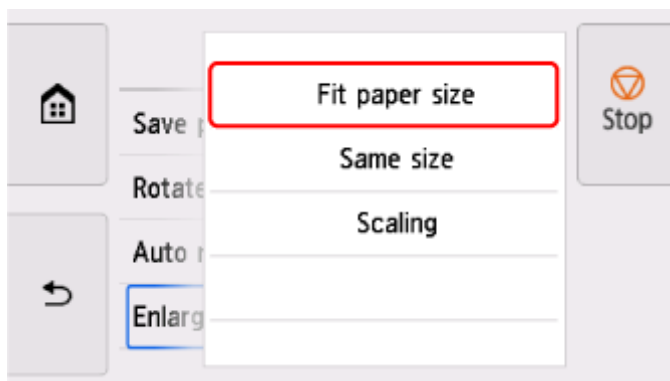 Fit paper size
Stop
Save
Same size
Rotate
Scaling
Auto
Enlarg